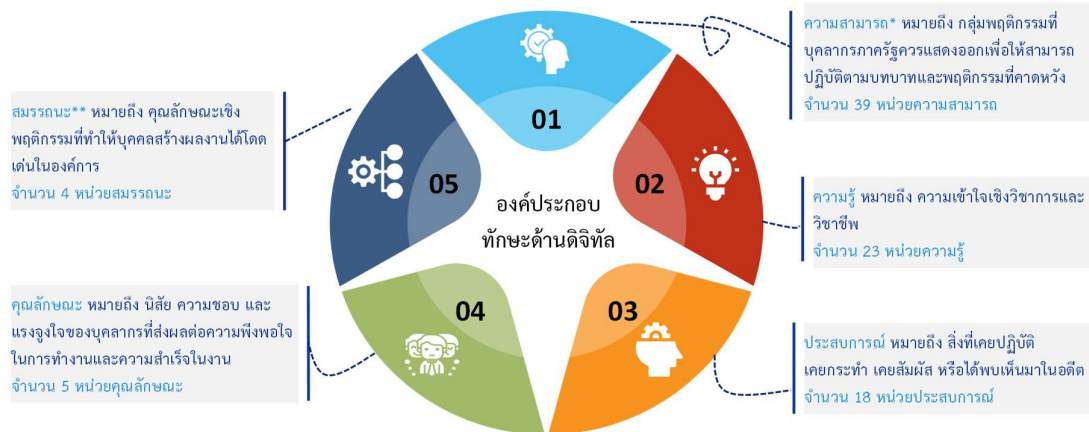 ความสามารถ* หมายถึง กลุ่มพฤติกรรมที่
บุคลากรภาครัฐควรแสดงออกเพื่อให้สามารถ
ปฏิบัติตามบทบาทและพฤติกรรมที่คาดหวัง
จำนวน 39 หน่วยความสามารถ
สมรรถนะ** หมายถึง คุณลักษณะเชิง
พฤติกรรมที่ทำให้บุคคลสร้างผลงานได้โดด
เด่นในองค์การ
จำนวน 4 หน่วยสมรรถนะ
01
05
02
องค์ประกอบ
ทักษะด้านดิจิทัล
ความรู้ หมายถึง ความเข้าใจเชิงวิชาการและ
วิชาชีพ
จำนวน 23 หน่วยความรู้
คุณลักษณะ หมายถึง นิสัย ความชอบ และ
แรงจูงใจของบุคลากรที่ส่งผลต่อความพึงพอใจ
ในการทำงานและความสำเร็จในงาน
จำนวน 5 หน่วยคุณลักษณะ
04
03
ประสบการณ์ หมายถึง สิ่งที่เคยปฏิบัติ
เคยกระทำ เคยสัมผัส หรือได้พบเห็นมาในอดีต
จำนวน 18 หน่วยประสบการณ์